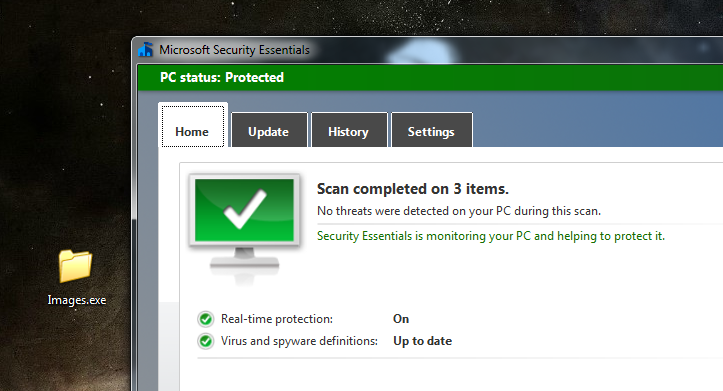 Microsoft Security Essentials
PC status: Protected
Home Update History Settings
Scan completed on 3 items.
No threats were detected on your PC during this scan.
Security Essentials is monitoring your PC and helping to protect it.
Images.exe
Real-time protection: On
Virus and spyware definitions: Up to date